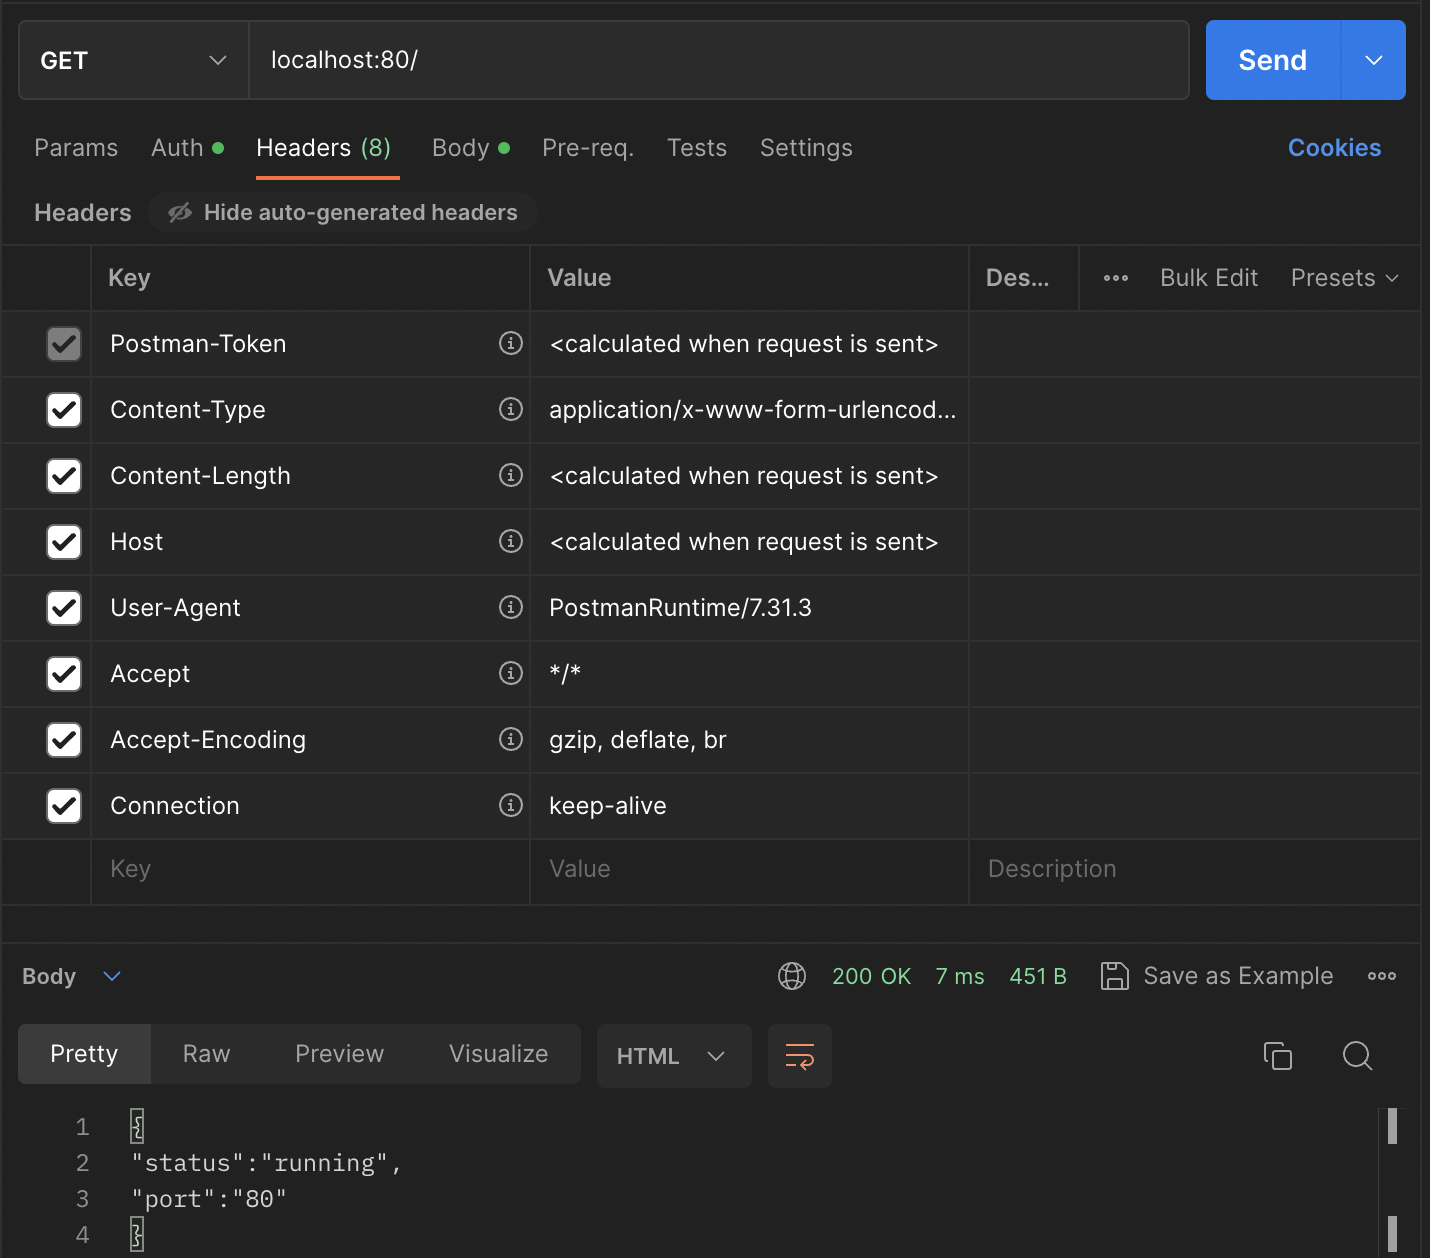 GET localhost:80/ Send
Params Auth Headers (8) Body Pre-req. Tests Settings Cookies
Headers Hide auto-generated headers
Key Value Des... Bulk Edit Presets
Postman-Token <calculated when request is sent>
Content-Type application/x-www-form-urlencod...
Content-Length <calculated when request is sent>
Host <calculated when request is sent>
User-Agent PostmanRuntime/7.31.3
Accept */*
Accept-Encoding gzip, deflate, br
Connection keep-alive
Key Value Description
Body 200 OK 7 ms 451 B Save as Example
Pretty Raw Preview Visualize HTML
1 {
2 "status":"running",
3 "port":"80"
4 }